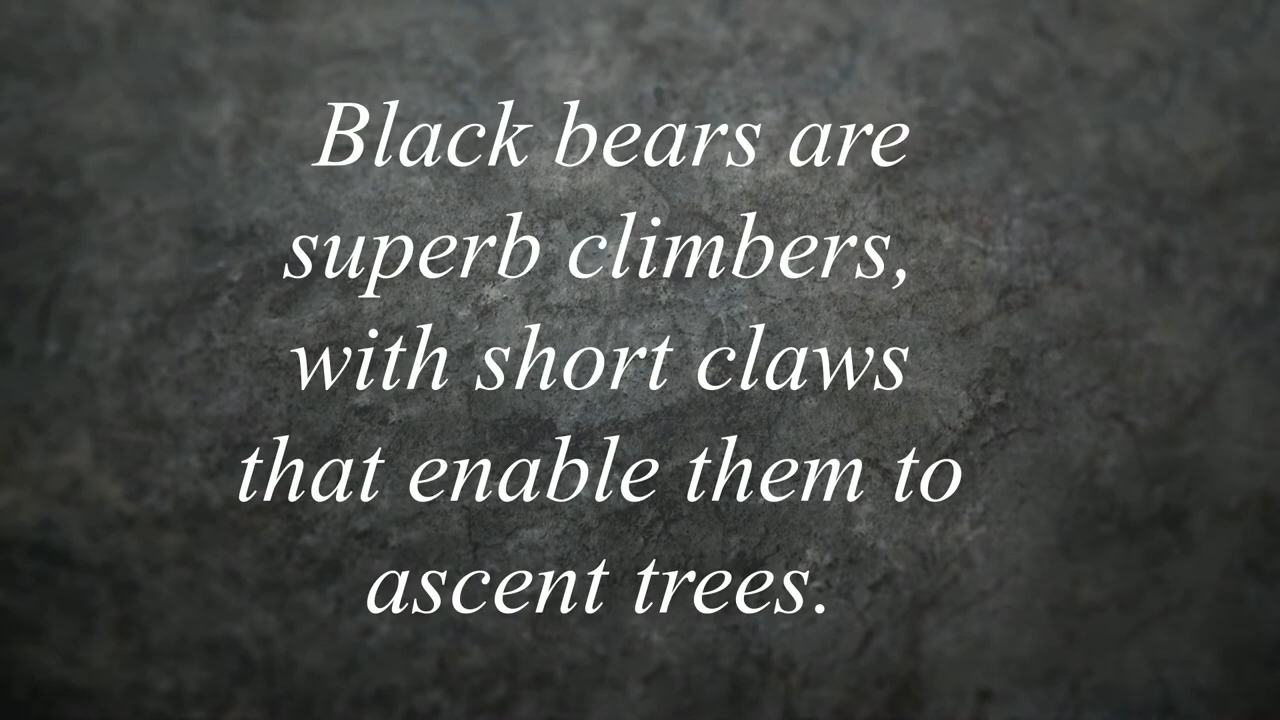 Black bears are
superb climbers,
with short claws
that enable them to
ascent trees.